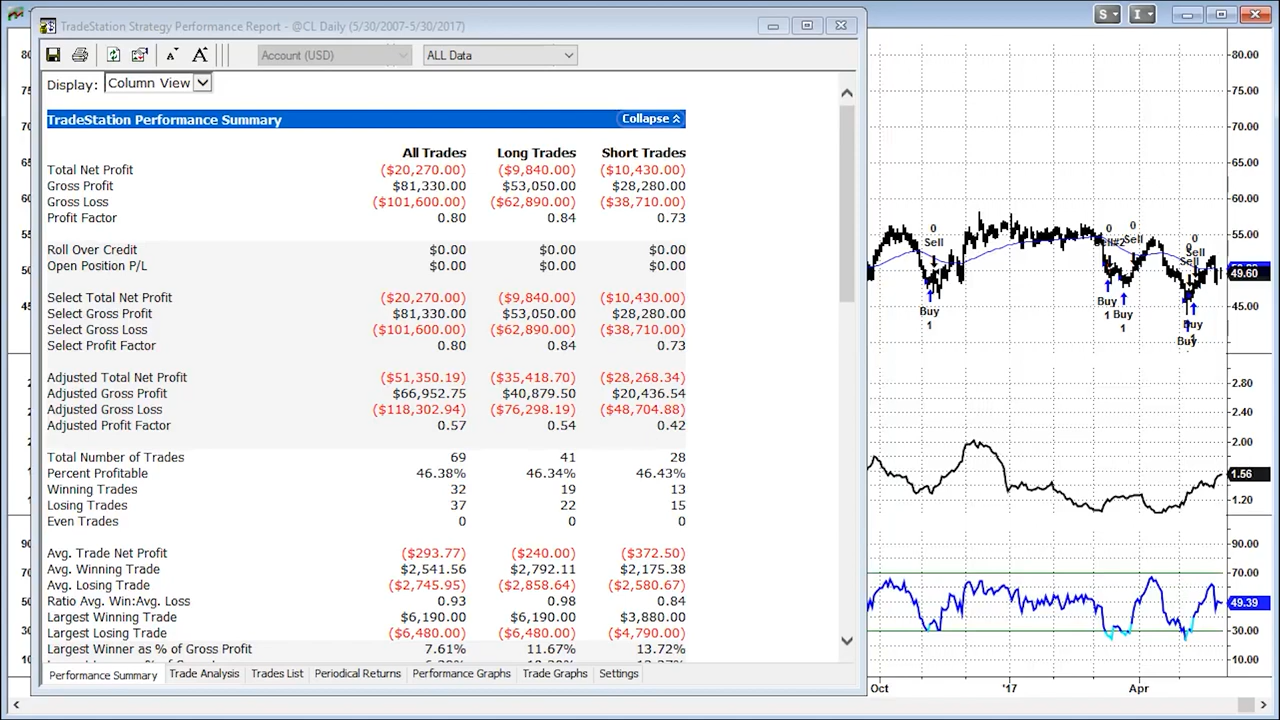 TradeStation Strategy Performance Report - @CL Daily (5/30/2007-5/30/2017)
S
I
A
A
Account (USD)
ALL Data
Display: Column View
TradeStation Performance Summary
Collapse
All Trades Long Trades Short Trades
Total Net Profit ($20,270.00) ($9,840.00) ($10,430.00)
Gross Profit $81,330.00 $53,050.00 $28,280.00
Gross Loss ($101,600.00) ($62,890.00) ($38,710.00)
Profit Factor 0.80 0.84 0.73
Roll Over Credit $0.00 $0.00 $0.00
Open Position P/L $0.00 $0.00 $0.00
Select Total Net Profit ($20,270.00) ($9,840.00) ($10,430.00)
Select Gross Profit $81,330.00 $53,050.00 $28,280.00
Select Gross Loss ($101,600.00) ($62,890.00) ($38,710.00)
Select Profit Factor 0.80 0.84 0.73
Adjusted Total Net Profit ($51,350.19) ($35,418.70) ($28,268.34)
Adjusted Gross Profit $66,952.75 $40,879.50 $20,436.54
Adjusted Gross Loss ($118,302.94) ($76,298.19) ($48,704.88)
Adjusted Profit Factor 0.57 0.54 0.42
Total Number of Trades 69 41 28
Percent Profitable 46.38% 46.34% 46.43%
Winning Trades 32 19 13
Losing Trades 37 22 15
Even Trades 0 0 0
Avg. Trade Net Profit ($293.77) ($240.00) ($372.50)
Avg. Winning Trade $2,541.56 $2,792.11 $2,175.38
Avg. Losing Trade ($2,745.95) ($2,858.64) ($2,580.67)
Ratio Avg. Win:Avg. Loss 0.93 0.98 0.84
Largest Winning Trade $6,190.00 $6,190.00 $3,880.00
Largest Losing Trade ($6,480.00) ($6,480.00) ($4,790.00)
Largest Winner as % of Gross Profit 7.61% 11.67% 13.72%
Performance Summary
Trade Analysis
Trades List
Periodical Returns
Performance Graphs
Trade Graphs
Settings
80.00
75.00
70.00
65.00
60.00
55.00
49.60
45.00
0
Sell
Buy
1
0
0
Sell#2
Sell
Buy
1
Buy
1
0
0
Sell
Sell
Buy
1
Buy
2.80
2.40
2.00
1.56
1.20
90.00
70.00
49.39
30.00
10.00
Oct
'17
Apr